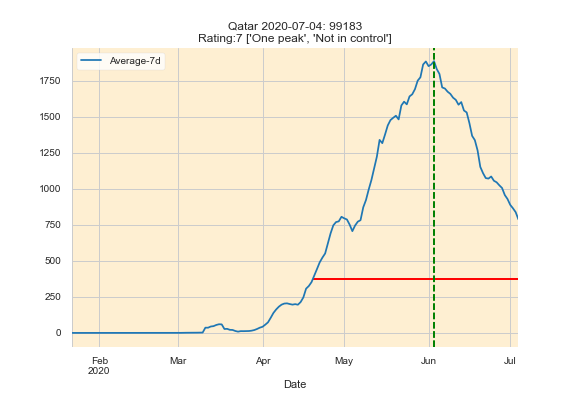 Qatar 2020-07-04: 99183
Rating:7 ['One peak', 'Not in control']
Average-7d
1750
1500
1250
1000
750
500
250
0
Feb
2020
Mar
Apr
May
Jun
Jul
Date